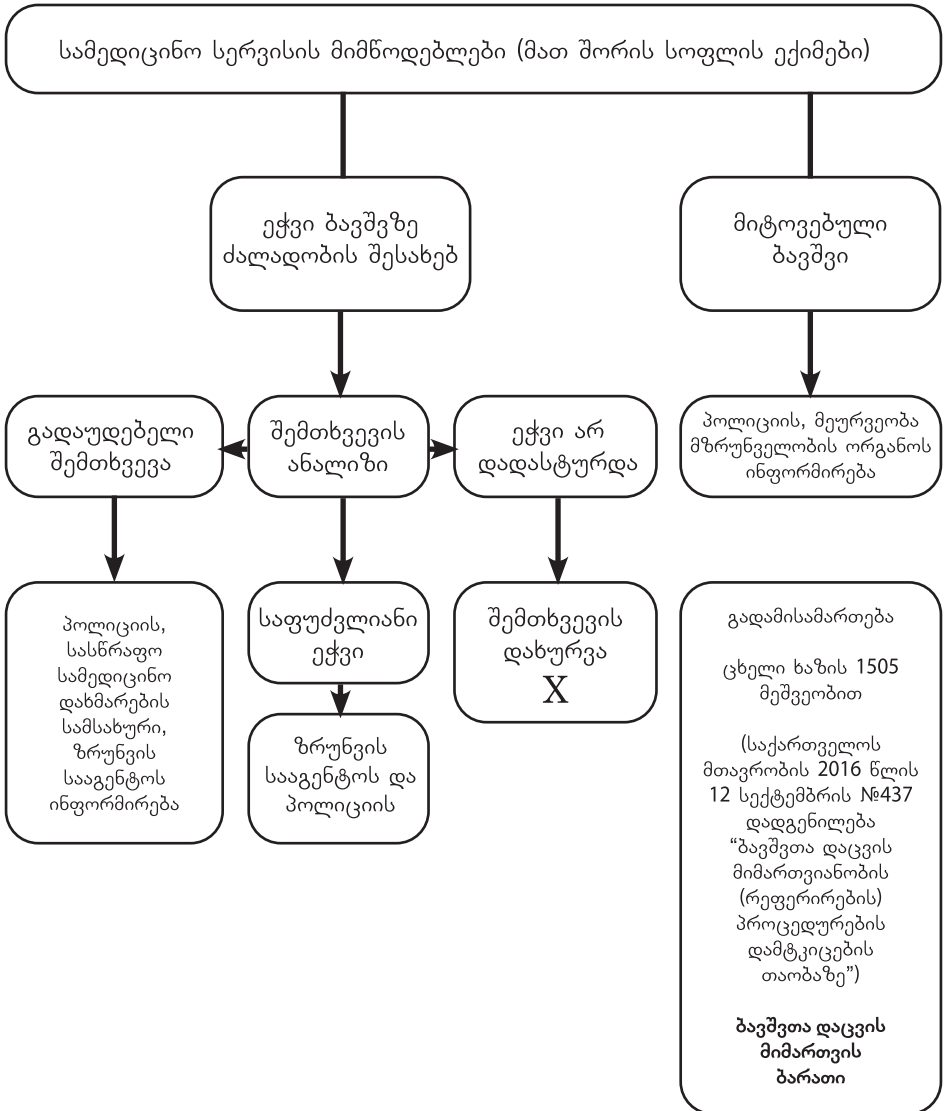 სამედიცინო სერვისის მიმწოდებლები (მათ შორის სოფლის ექიმები)
ეჭვი ბავშვზე
ძალადობის შესახებ
მიტოვებული
ბავშვი
გადაუდებელი
შემთხვევა
შემთხვევის
ანალიზი
ეჭვი არ
დადასტურდა
პოლიციის, მეურვეობა
მზრუნველობის ორგანოს
ინფორმირება
პოლიციის,
სასწრაფო
სამედიცინო
დახმარების
სამსახური,
ზრუნვის
სააგენტოს
ინფორმირება
საფუძვლიანი
ეჭვი
ზრუნვის
სააგენტოს და
პოლიციის
შემთხვევის
დახურვა
X
გადამისამართება
ცხელი ხაზის 1505
მეშვეობით
(საქართველოს
მთავრობის 2016 წლის
12 სექტემბრის №437
დადგენილება
“ბავშვთა დაცვის
მიმართვიანობის
(რეფერირების)
პროცედურების
დამტკიცების
თაობაზე”)
ბავშვთა დაცვის
მიმართვის
ბარათი